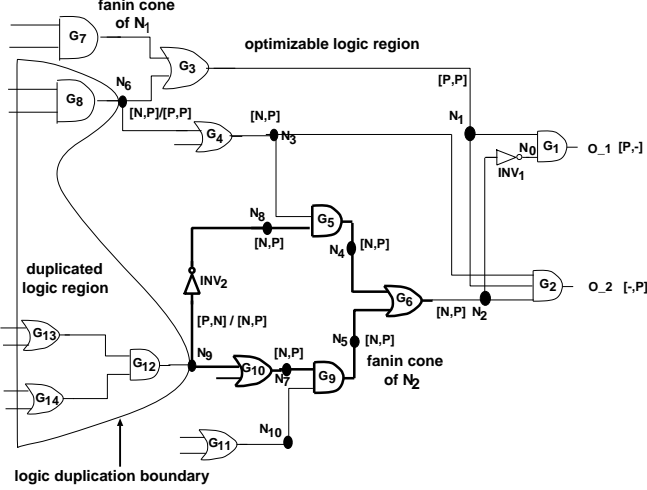 fanin cone
of N1
G7
optimizable logic region
G3
N6
[P,P]
G8
[N,P]/[P,P]
[N,P]
N1
G4
N3
N0
G1
O_1 [P,-]
INV1
N8
G5
[N,P]
N4
[N,P]
duplicated
logic region
INV2
G2
O_2 [-,P]
G6
[N,P]
N2
[P,N] / [N,P]
G13
N5
[N,P]
N9
[N,P]
G12
fanin cone
of N2
G10
N7
G9
G14
N10
G11
logic duplication boundary